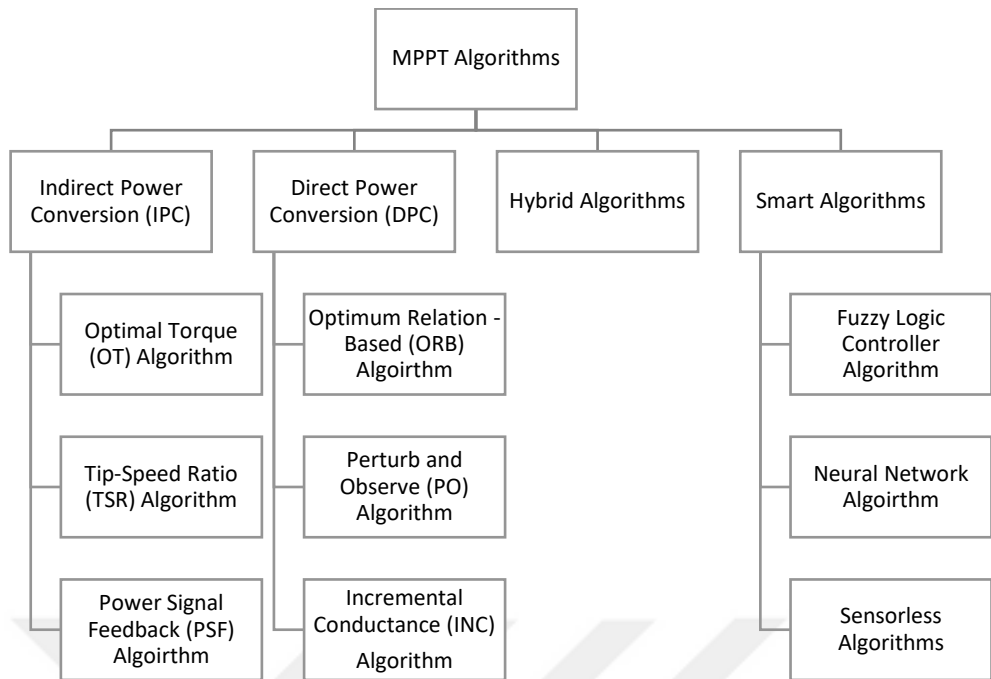 MPPT Algorithms
Indirect Power
Conversion (IPC)
Direct Power
Conversion (DPC)
Hybrid Algorithms
Smart Algorithms
Optimal Torque
(OT) Algorithm
Optimum Relation -
Based (ORB)
Algoirthm
Fuzzy Logic
Controller
Algorithm
Tip-Speed Ratio
(TSR) Algorithm
Perturb and
Observe (PO)
Algorithm
Neural Network
Algoirthm
Power Signal
Feedback (PSF)
Algoirthm
Incremental
Conductance (INC)
Algorithm
Sensorless
Algorithms